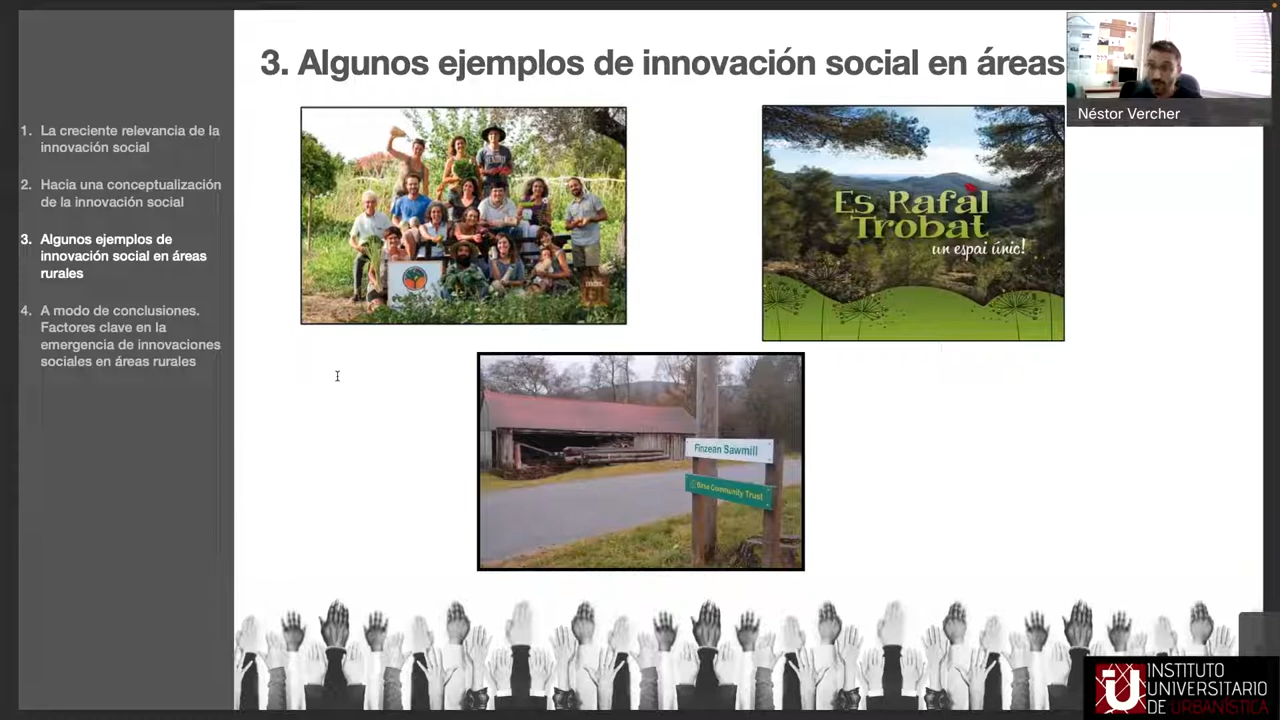 3. Algunos ejemplos de innovación social en áreas
Néstor Vercher
1. La creciente relevancia de la
innovación social
2. Hacia una conceptualización
de la innovación social
3. Algunos ejemplos de
innovación social en áreas
rurales
4. A modo de conclusiones.
Factores clave en la
emergencia de innovaciones
sociales en áreas rurales
Es Rafal
Trobat
un espai únic!
Finzean Sawmill
Birse Community Trust
INSTITUTO
UNIVERSITARIO
DE URBANÍSTICA